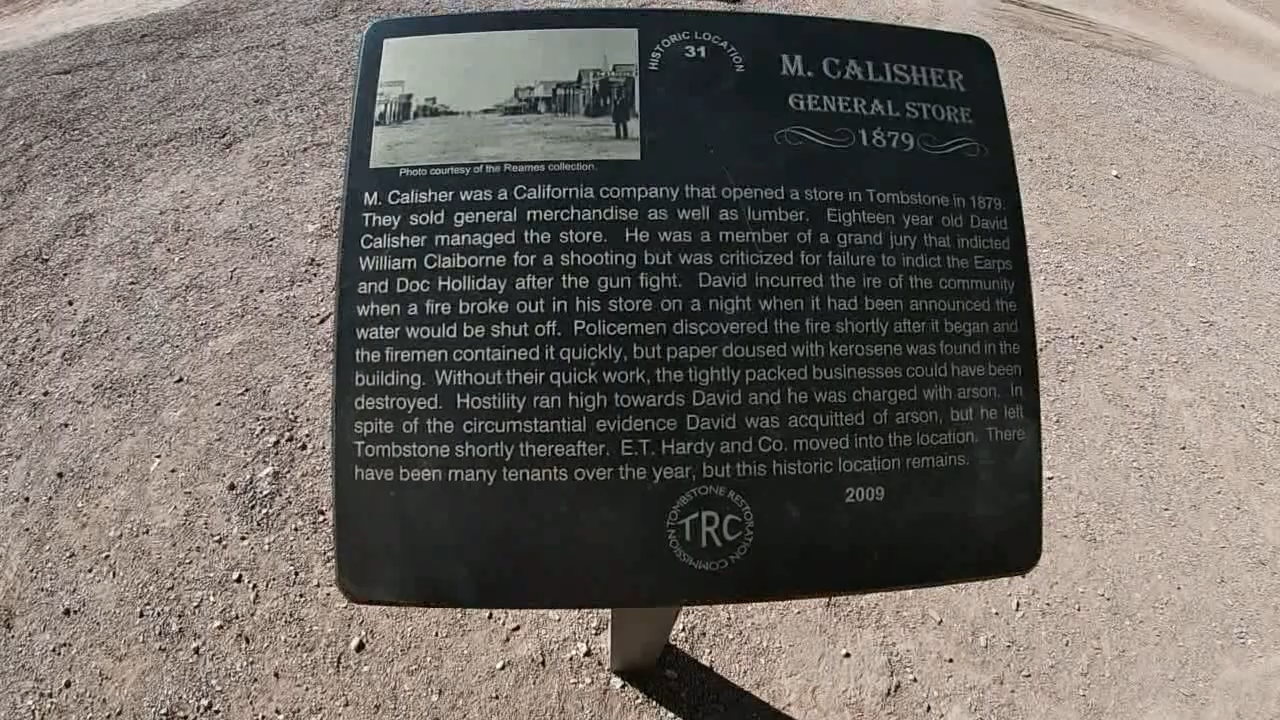 HISTORIC LOCATION
31
M. CALISHER
GENERAL STORE
1879
Photo courtesy of the Reames collection.
M. Calisher was a California company that opened a store in Tombstone in 1879.
They sold general merchandise as well as lumber. Eighteen year old David
Calisher managed the store. He was a member of a grand jury that indicted
William Claiborne for a shooting but was criticized for failure to indict the Earps
and Doc Holliday after the gun fight. David incurred the ire of the community
when a fire broke out in his store on a night when it had been announced the
water would be shut off. Policemen discovered the fire shortly after it began and
the firemen contained it quickly, but paper doused with kerosene was found in the
building. Without their quick work, the tightly packed businesses could have been
destroyed. Hostility ran high towards David and he was charged with arson. In
spite of the circumstantial evidence David was acquitted of arson, but he left
Tombstone shortly thereafter. E.T. Hardy and Co. moved into the location. There
have been many tenants over the year, but this historic location remains.
2009
TOMBSTONE RESTORATION COMMISSION
TRC